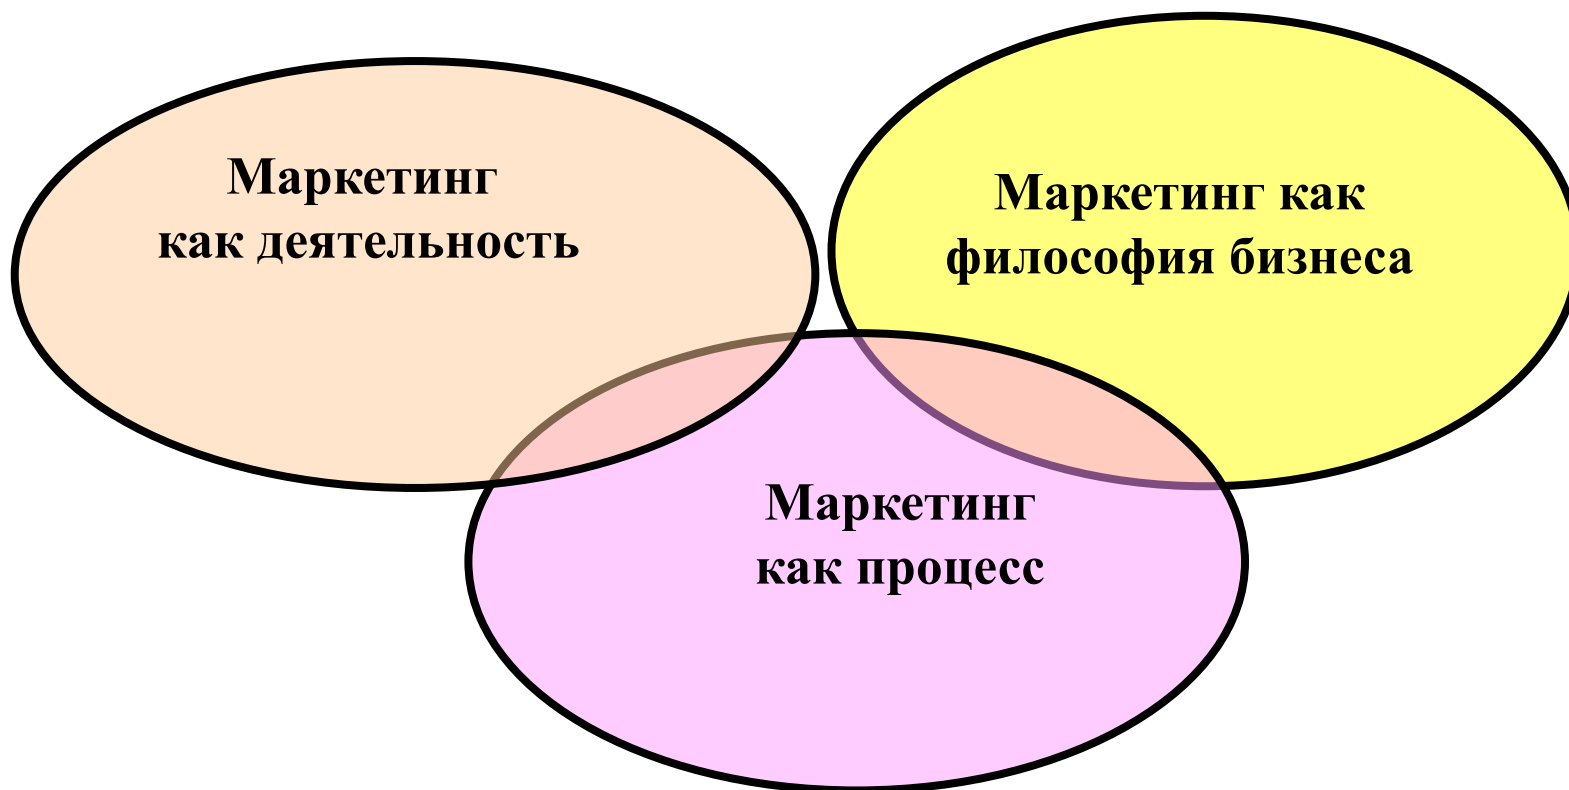 Маркетинг
как деятельность
Маркетинг как
философия бизнеса
Маркетинг
как процесс